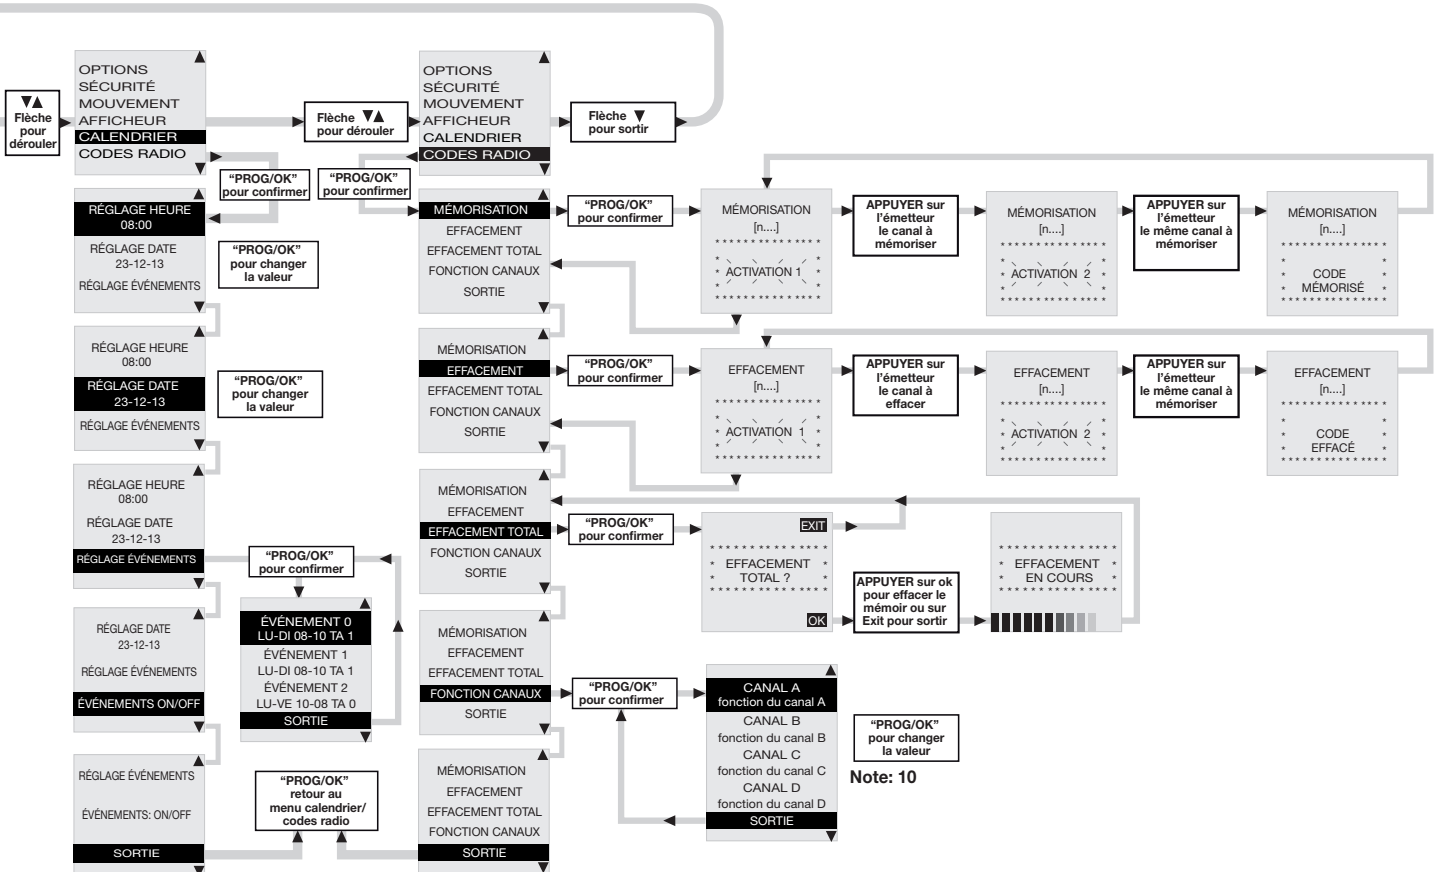 ▼▲
Flèche
pour
dérouler
OPTIONS
SÉCURITÉ
MOUVEMENT
AFFICHEUR
CALENDRIER
CODES RADIO
Flèche ▼▲
pour dérouler
OPTIONS
SÉCURITÉ
MOUVEMENT
AFFICHEUR
CALENDRIER
CODES RADIO
Flèche ▼
pour sortir
“PROG/OK”
pour confirmer
“PROG/OK”
pour confirmer
RÉGLAGE HEURE
08:00
RÉGLAGE DATE
23-12-13
RÉGLAGE ÉVÉNEMENTS
“PROG/OK”
pour changer
la valeur
RÉGLAGE HEURE
08:00
RÉGLAGE DATE
23-12-13
RÉGLAGE ÉVÉNEMENTS
“PROG/OK”
pour changer
la valeur
RÉGLAGE HEURE
08:00
RÉGLAGE DATE
23-12-13
RÉGLAGE ÉVÉNEMENTS
“PROG/OK”
pour confirmer
ÉVÉNEMENT 0
LU-DI 08-10 TA 1
ÉVÉNEMENT 1
LU-DI 08-10 TA 1
ÉVÉNEMENT 2
LU-VE 10-08 TA 0
SORTIE
RÉGLAGE DATE
23-12-13
RÉGLAGE ÉVÉNEMENTS
ÉVÉNEMENTS ON/OFF
RÉGLAGE ÉVÉNEMENTS
ÉVÉNEMENTS: ON/OFF
SORTIE
“PROG/OK”
retour au
menu calendrier/
codes radio
MÉMORISATION
EFFACEMENT
EFFACEMENT TOTAL
FONCTION CANAUX
SORTIE
“PROG/OK”
pour confirmer
MÉMORISATION
[n....]
* * * * * * * * * * * * * *
* ACTIVATION 1 *
* * * * * * * * * * * * * *
APPUYER sur
l’émetteur
le canal à
mémoriser
MÉMORISATION
[n....]
* * * * * * * * * * * * * *
* ACTIVATION 2 *
* * * * * * * * * * * * * *
APPUYER sur
l’émetteur
le même canal à
mémoriser
MÉMORISATION
[n....]
* * * * * * * * * * * * * *
* CODE *
* MÉMORISÉ *
* * * * * * * * * * * * * *
MÉMORISATION
EFFACEMENT
EFFACEMENT TOTAL
FONCTION CANAUX
SORTIE
“PROG/OK”
pour confirmer
EFFACEMENT
[n....]
* * * * * * * * * * * * * *
* ACTIVATION 1 *
* * * * * * * * * * * * * *
APPUYER sur
l’émetteur
le canal à
effacer
EFFACEMENT
[n....]
* * * * * * * * * * * * * *
* ACTIVATION 2 *
* * * * * * * * * * * * * *
APPUYER sur
l’émetteur
le même canal à
mémoriser
EFFACEMENT
[n....]
* * * * * * * * * * * * * *
* CODE *
* EFFACÉ *
* * * * * * * * * * * * * *
MÉMORISATION
EFFACEMENT
EFFACEMENT TOTAL
FONCTION CANAUX
SORTIE
“PROG/OK”
pour confirmer
EXIT
* * * * * * * * * * * * * *
* EFFACEMENT *
* TOTAL ? *
* * * * * * * * * * * * * *
OK
APPUYER sur ok
pour effacer le
mémoir ou sur
Exit pour sortir
* * * * * * * * * * * * * *
* EFFACEMENT *
* EN COURS *
* * * * * * * * * * * * * *
MÉMORISATION
EFFACEMENT
EFFACEMENT TOTAL
FONCTION CANAUX
SORTIE
“PROG/OK”
pour confirmer
CANAL A
fonction du canal A
CANAL B
fonction du canal B
CANAL C
fonction du canal C
CANAL D
fonction du canal D
SORTIE
“PROG/OK”
pour changer
la valeur
Note: 10
MÉMORISATION
EFFACEMENT
EFFACEMENT TOTAL
FONCTION CANAUX
SORTIE